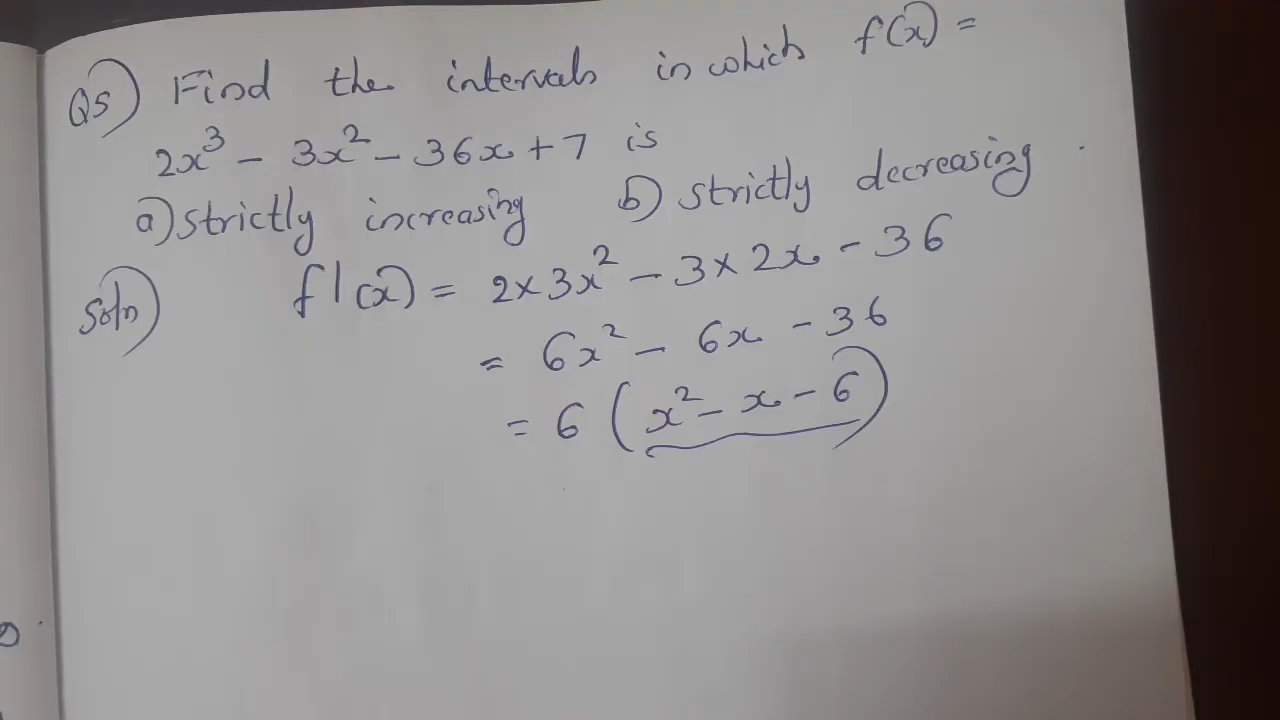 Q5) Find the intervals in which f(x) =
2x³ - 3x² - 36x + 7 is
a) strictly increasing b) strictly decreasing.
Soln) f'(x) = 2 × 3x² - 3 × 2x - 36
= 6x² - 6x - 36
= 6 (x² - x - 6)